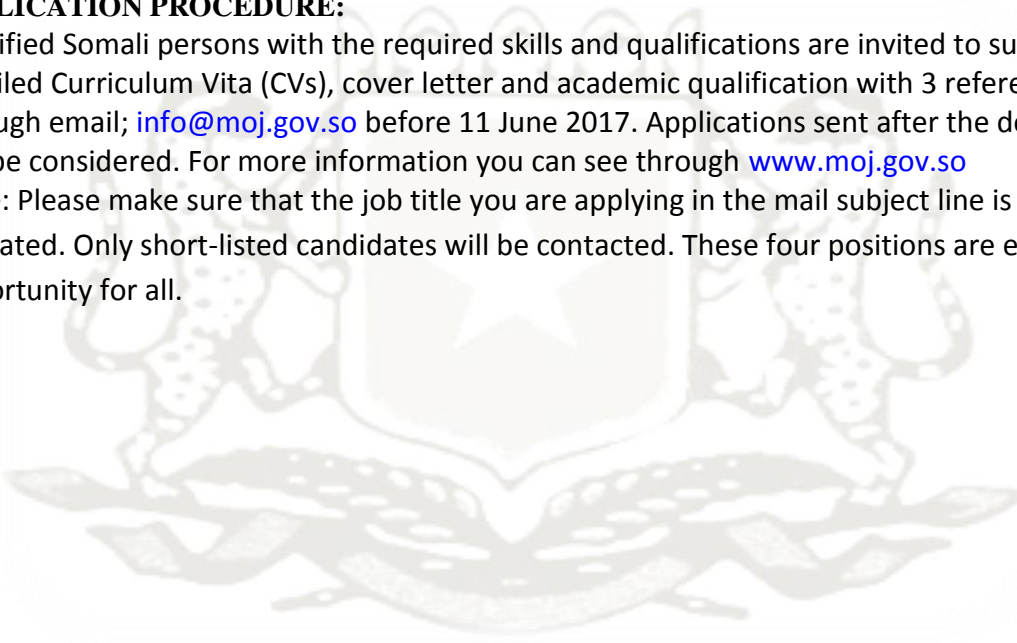 LICATION PROCEDURE:
ified Somali persons with the required skills and qualifications are invited to su
iled Curriculum Vita (CVs), cover letter and academic qualification with 3 refere
ugh email; info@moj.gov.so before 11 June 2017. Applications sent after the de
be considered. For more information you can see through www.moj.gov.so
: Please make sure that the job title you are applying in the mail subject line is
ated. Only short-listed candidates will be contacted. These four positions are e
ortunity for all.